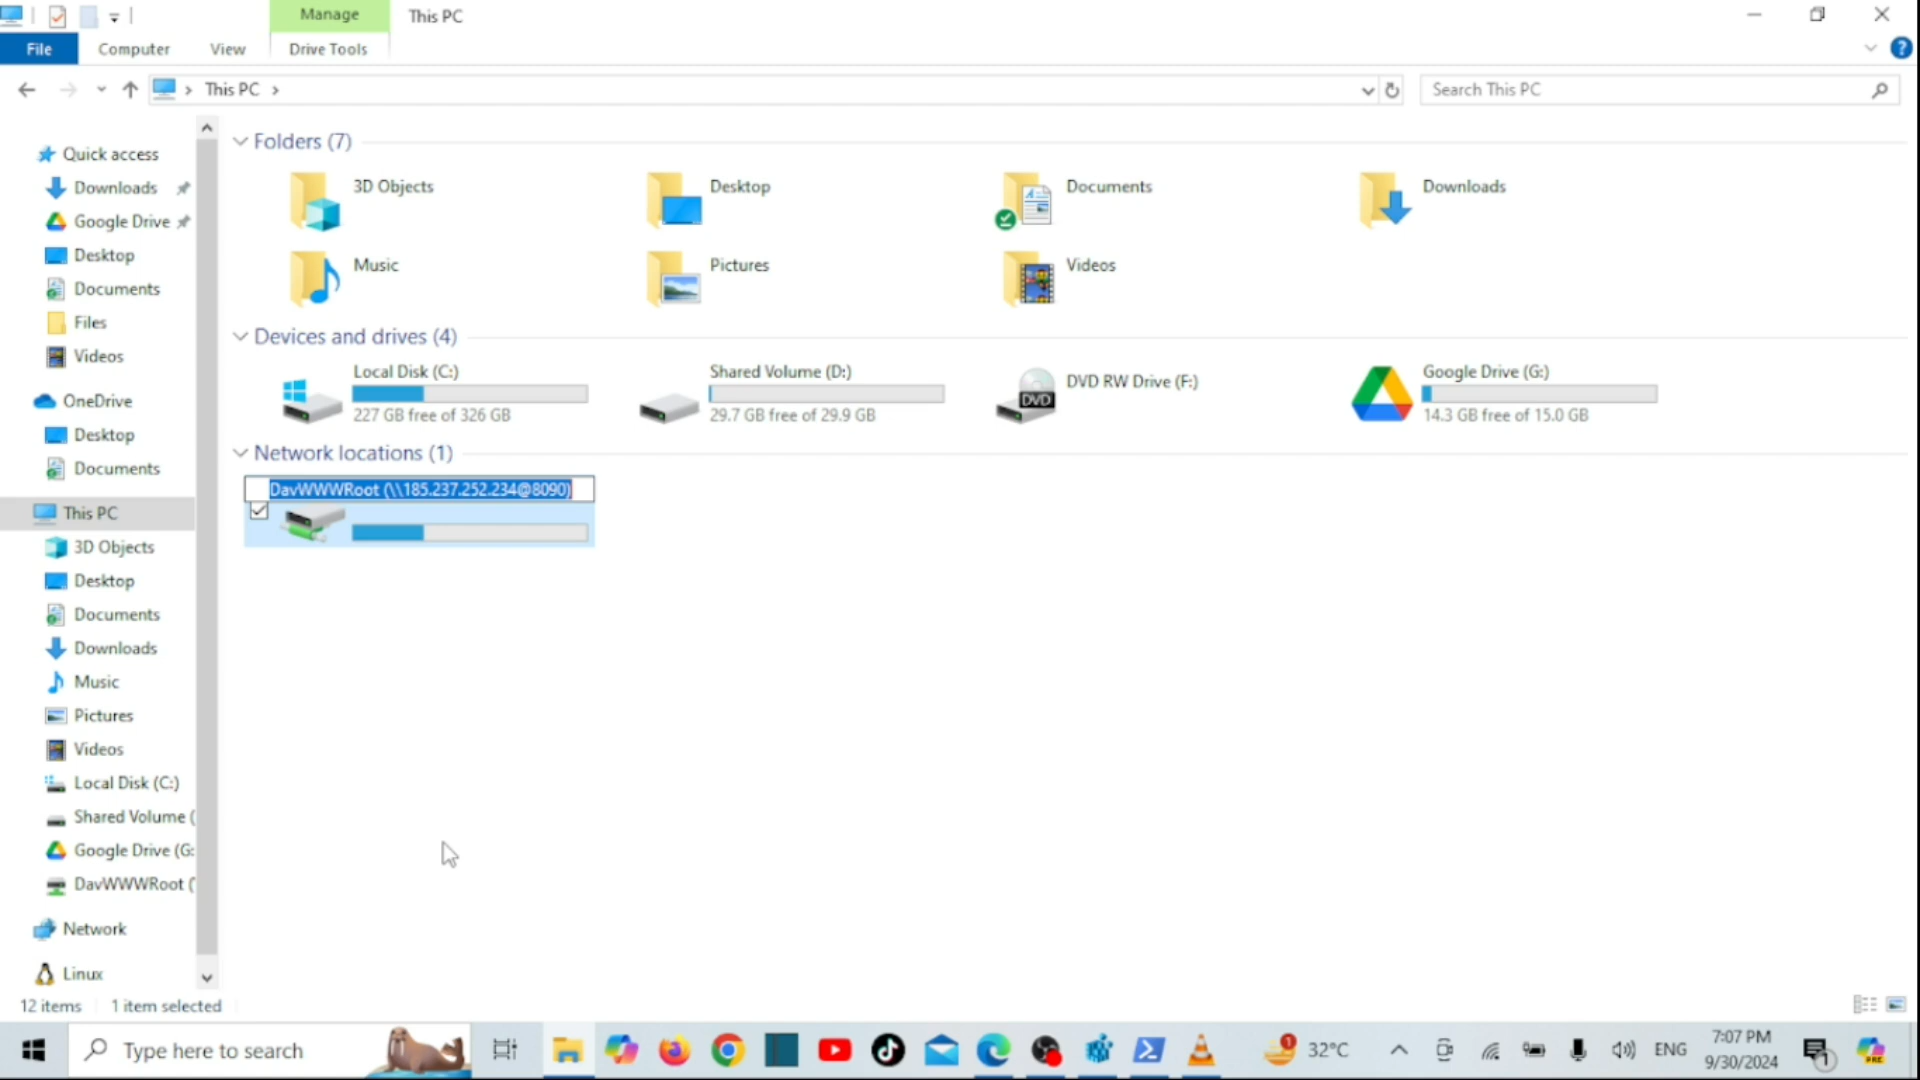 Manage
This PC
File
Computer
View
Drive Tools
?
This PC
Search This PC
Quick access
Downloads
Google Drive
Desktop
Documents
Files
Videos
OneDrive
Desktop
Documents
This PC
3D Objects
Desktop
Documents
Downloads
Music
Pictures
Videos
Local Disk (C:)
Shared Volume (
Google Drive (G:
DavWWWRoot (
Network
Linux
Folders (7)
3D Objects
Desktop
Documents
Downloads
Music
Pictures
Videos
Devices and drives (4)
Local Disk (C:)
227 GB free of 326 GB
Shared Volume (D:)
29.7 GB free of 29.9 GB
DVD
DVD RW Drive (F:)
Google Drive (G:)
14.3 GB free of 15.0 GB
Network locations (1)
DavWWWRoot (\\185.237.252.234@8090)
12 items
1 item selected
Type here to search
1
32°C
ENG
7:07 PM
9/30/2024
1
PRE